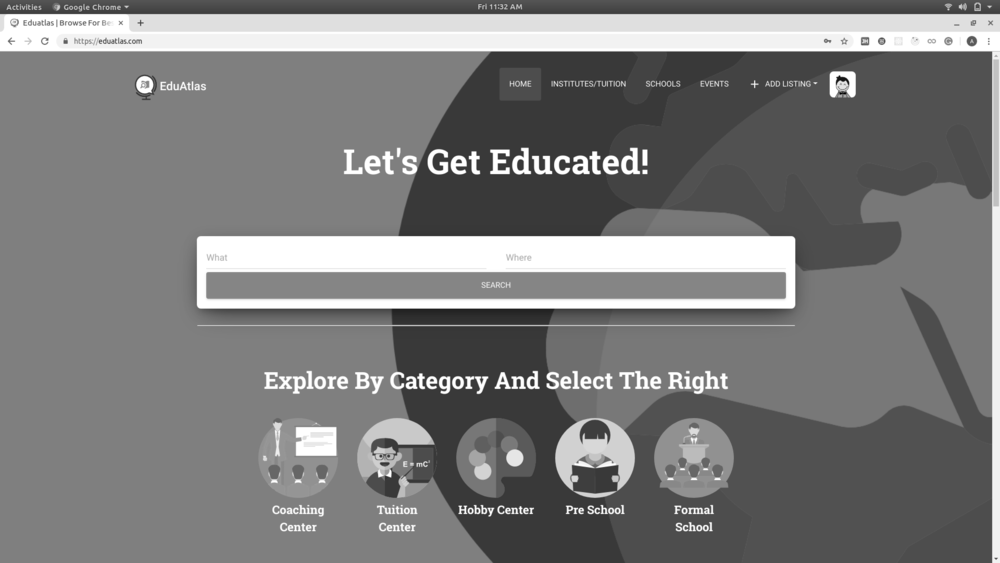 Activities
Google Chrome
Fri 11:32 AM
Eduatlas | Browse For Be
https://eduatlas.com
A
EduAtlas
HOME
INSTITUTES/TUITION
SCHOOLS
EVENTS
+ ADD LISTING
Let's Get Educated!
What
Where
SEARCH
Explore By Category And Select The Right
E = mC²
Coaching
Center
Tuition
Center
Hobby Center
Pre School
Formal
School